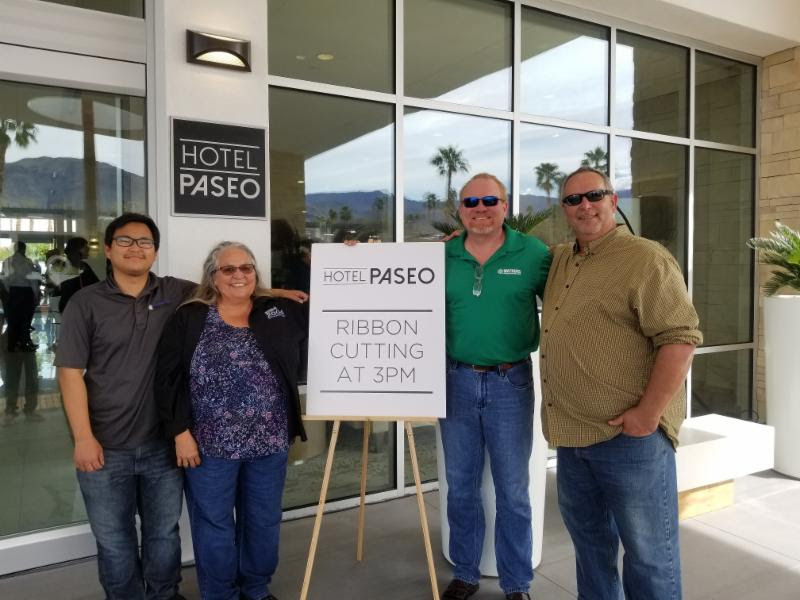 HOTEL
PASEO
HOTEL PASEO
RIBBON
CUTTING
AT 3PM